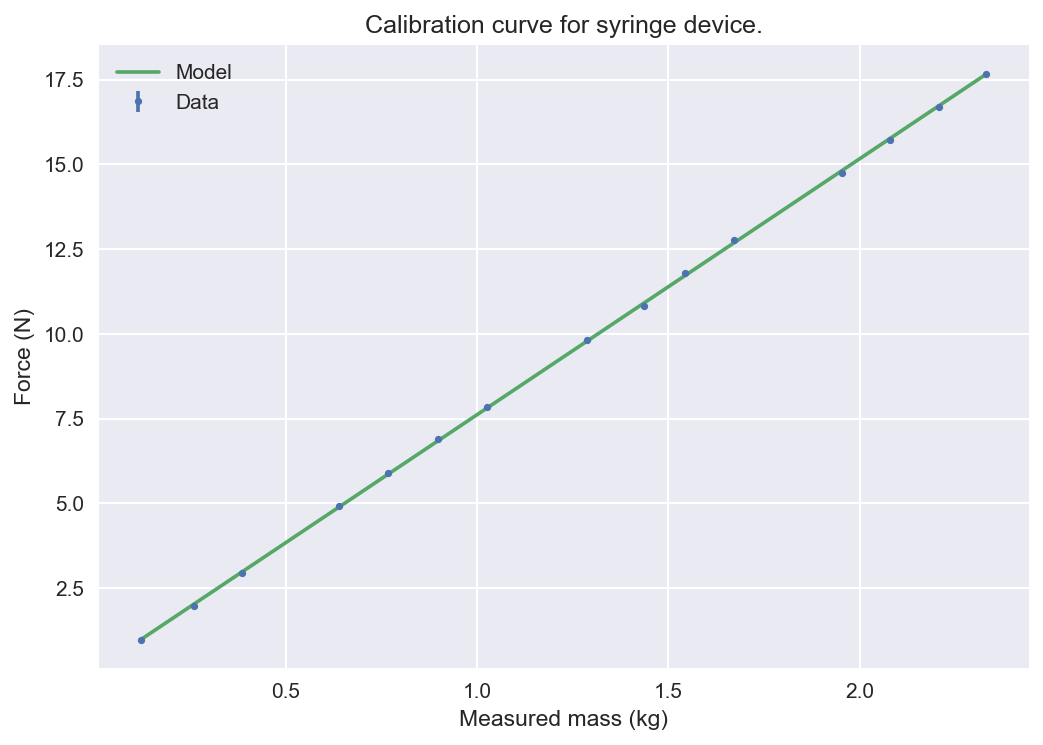 Calibration curve for syringe device.
Model
Data
17.5
15.0
12.5
10.0
7.5
5.0
2.5
Force (N)
0.5
1.0
1.5
2.0
Measured mass (kg)